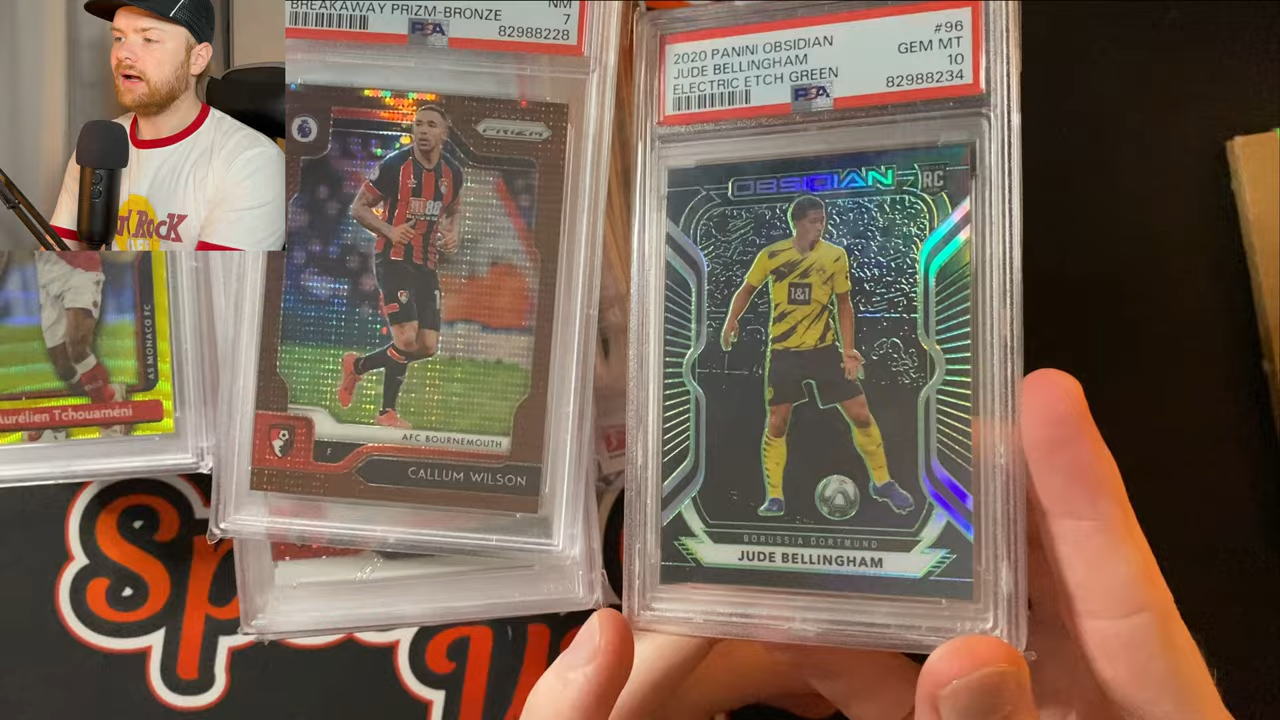 BREAKAWAY PRIZM-BRONZE
NM
7
PSA
82988228
PRIZM
AFC BOURNEMOUTH
F
CALLUM WILSON
2020 PANINI OBSIDIAN
JUDE BELLINGHAM
ELECTRIC ETCH GREEN
#96
GEM MT
10
PSA
82988234
OBSIDIAN
RC
1&1
BORUSSIA DORTMUND
JUDE BELLINGHAM
AS MONACO FC
Aurélien Tchouaméni